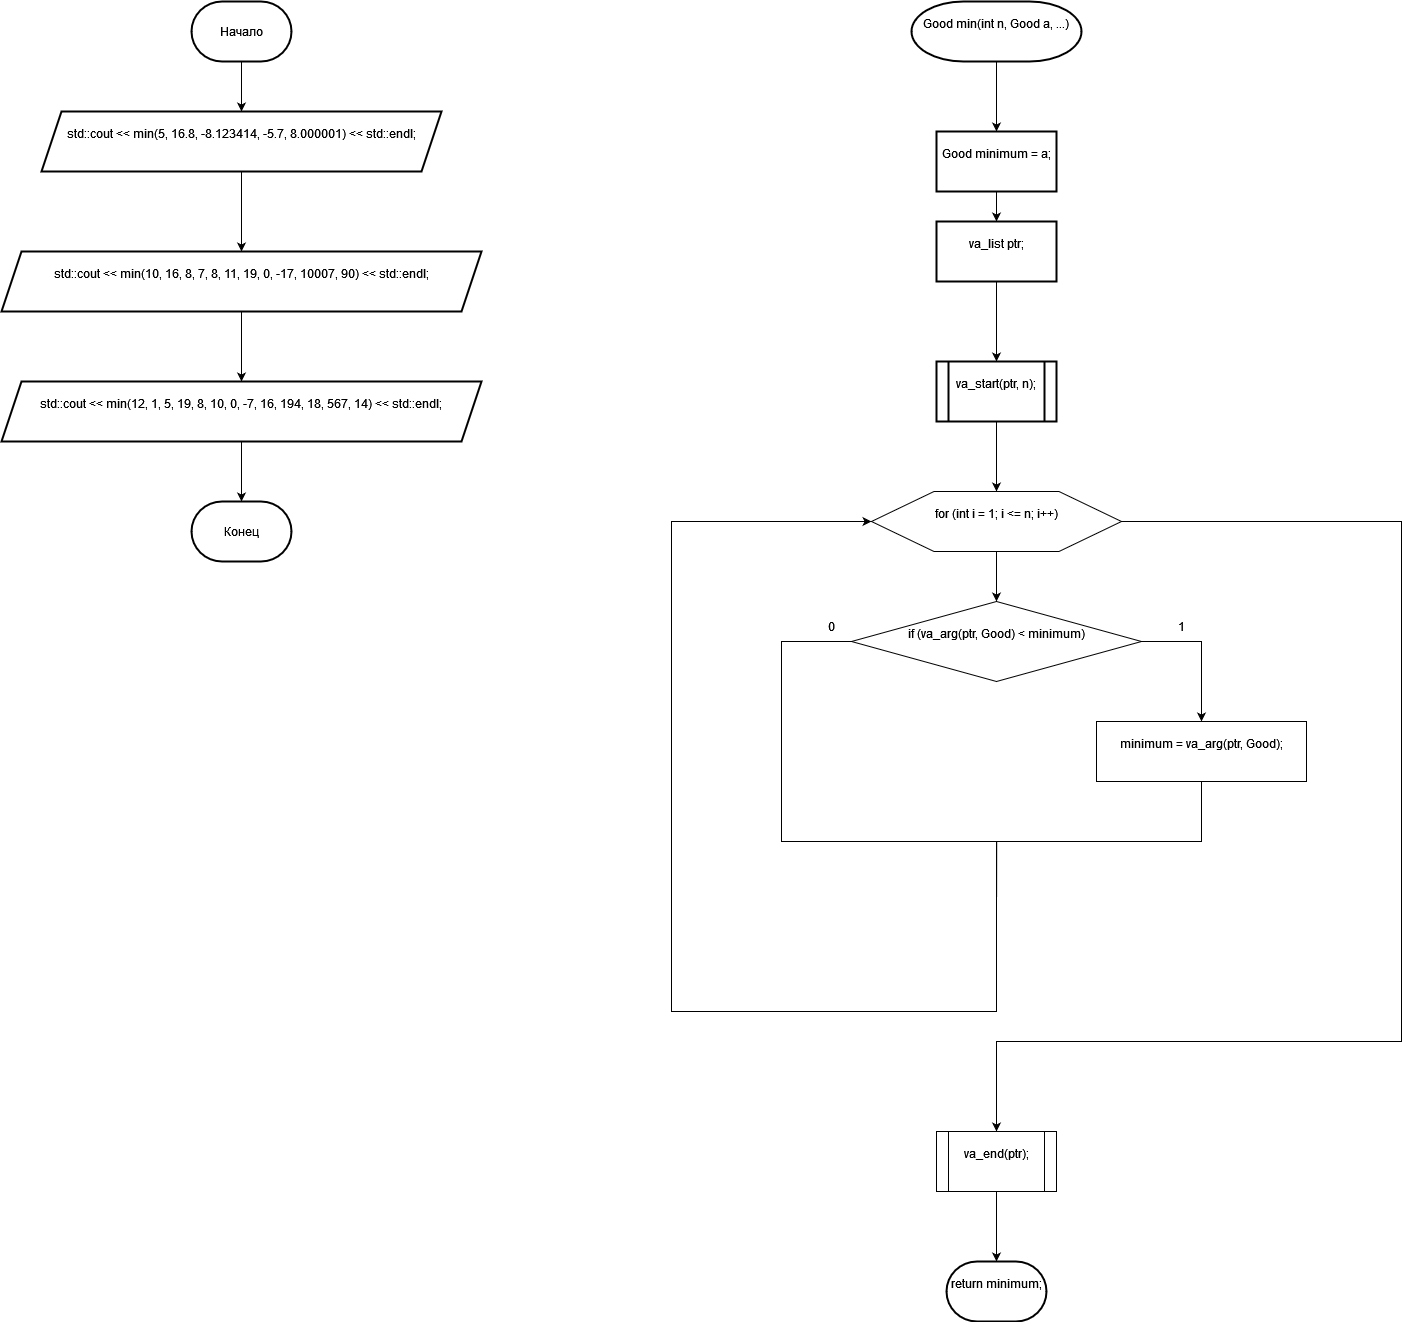 Начало
std::cout << min(5, 16.8, -8.123414, -5.7, 8.000001) << std::endl;
std::cout << min(10, 16, 8, 7, 8, 11, 19, 0, -17, 10007, 90) << std::endl;
std::cout << min(12, 1, 5, 19, 8, 10, 0, -7, 16, 194, 18, 567, 14) << std::endl;
Конец
Good min(int n, Good a, ...)
Good minimum = a;
va_list ptr;
va_start(ptr, n);
for (int i = 1; i <= n; i++)
0
if (va_arg(ptr, Good) < minimum)
1
minimum = va_arg(ptr, Good);
va_end(ptr);
return minimum;